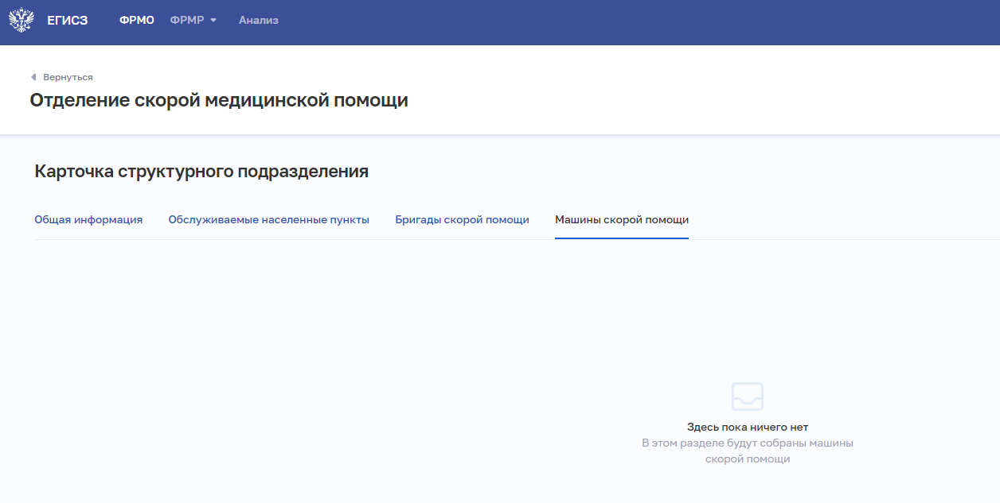 ЕГИСЗ ФРМО ФРМР Анализ
Вернуться
Отделение скорой медицинской помощи
Карточка структурного подразделения
Общая информация Обслуживаемые населенные пункты Бригады скорой помощи Машины скорой помощи
Здесь пока ничего нет
В этом разделе будут собраны машины
скорой помощи